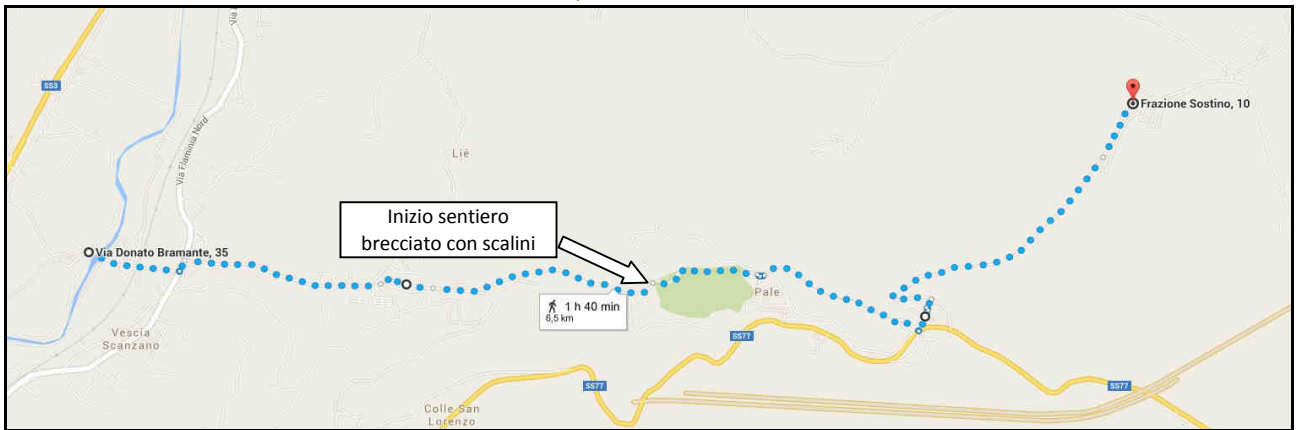 SS3
Via Flaminia Nord
Liè
Frazione Sostino, 10
Inizio sentiero
brecciato con scalini
Via Donato Bramante, 35
1 h 40 min
6,5 km
Pale
Vescia
Scanzano
SS77
SS77
SS77
Colle San
Lorenzo